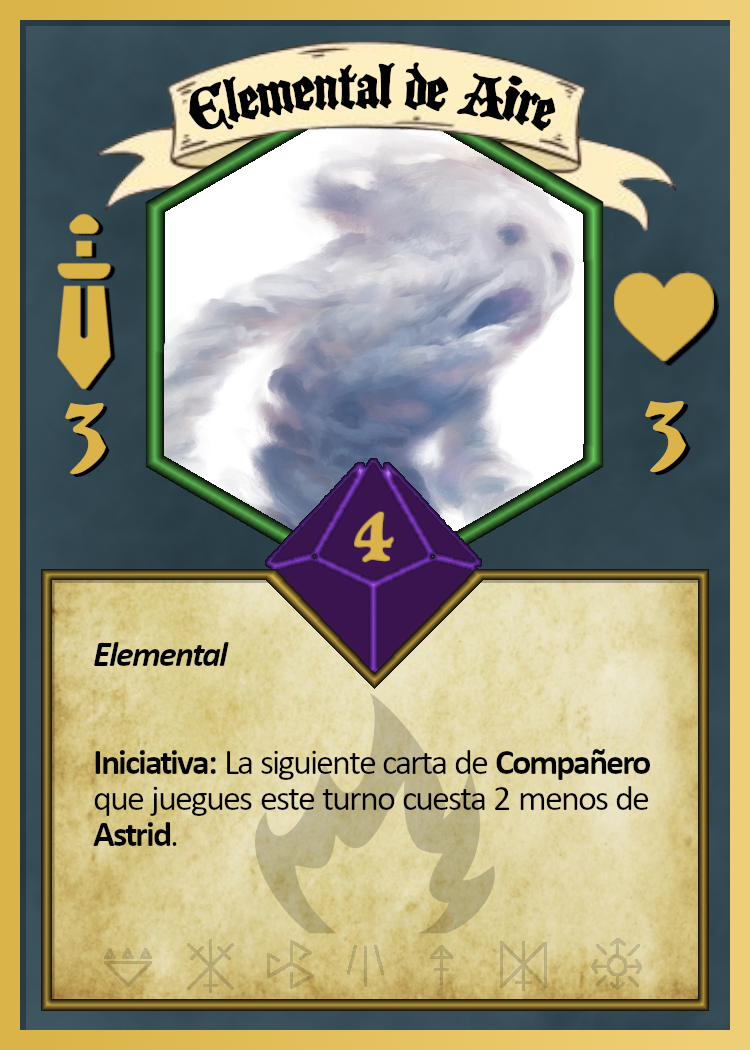 Elemental de Aire
3
3
4
Elemental
Iniciativa: La siguiente carta de Compañero
que juegues este turno cuesta 2 menos de
Astrid.